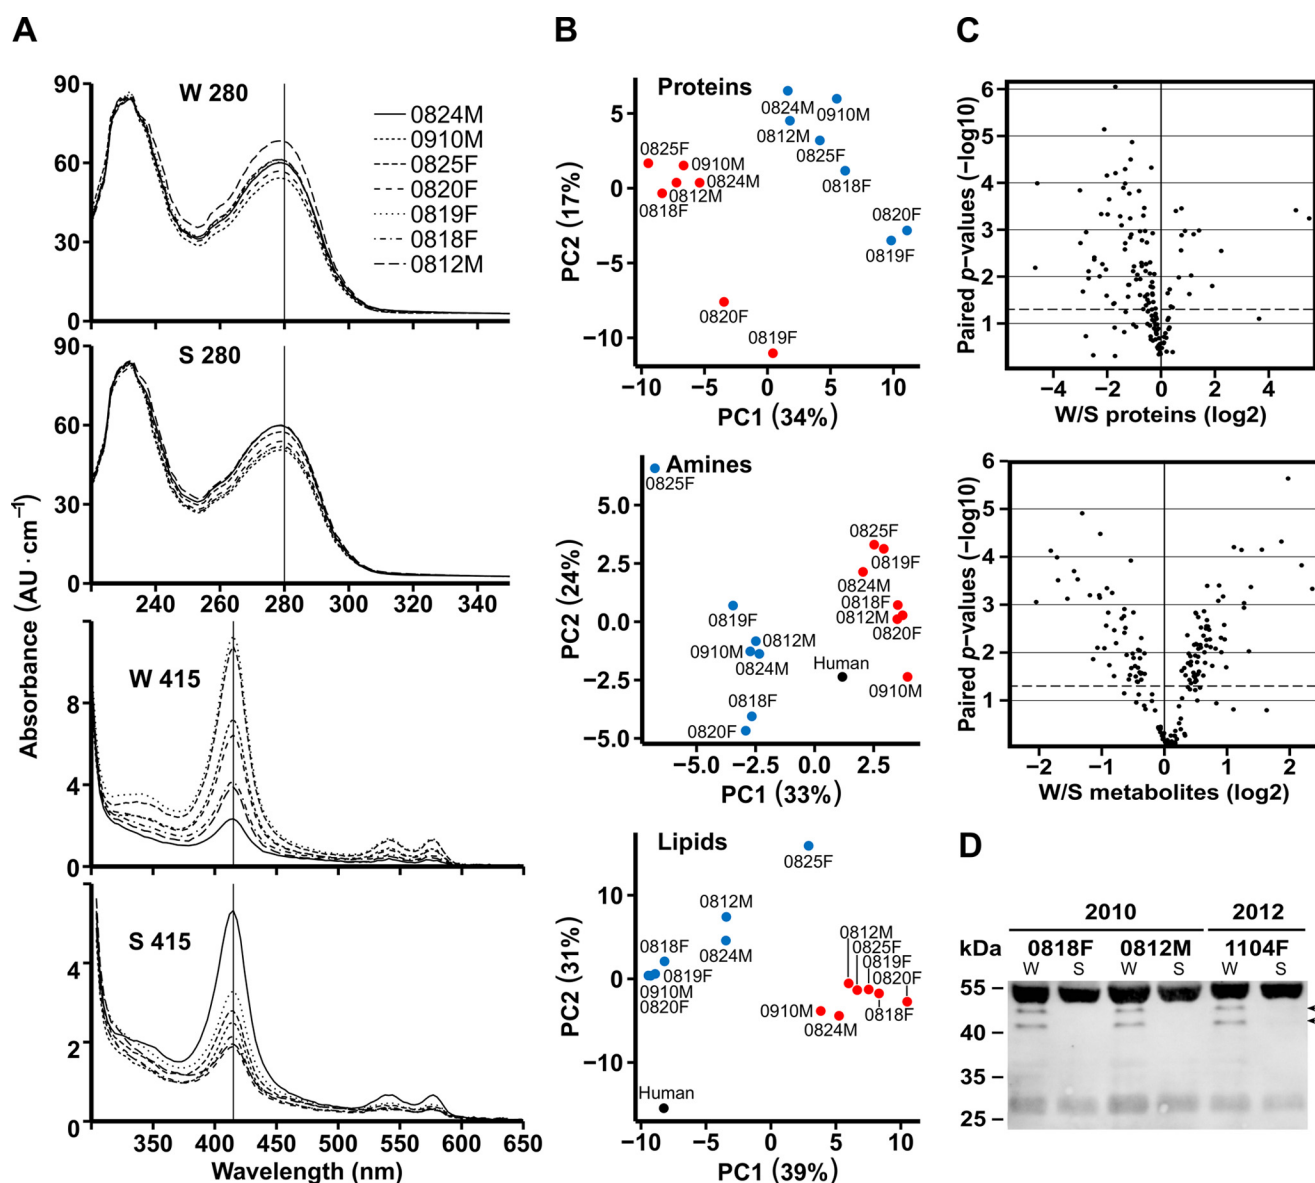 A
B
C
W 280
90
60
30
0
0824M
0910M
0825F
0820F
0819F
0818F
0812M
240
260
280
300
320
340
S 280
90
60
30
0
240
260
280
300
320
340
W 415
8
4
0
S 415
4
2
0
300
350
400
450
500
550
600
650
Absorbance (AU · cm⁻¹)
Wavelength (nm)
Proteins
5
0
−5
−10
0824M
0910M
0812M
0825F
0818F
0820F
0819F
0825F
0910M
0824M
0812M
0818F
0820F
0819F
−10
−5
0
5
10
PC2 (17%)
PC1 (34%)
Amines
5.0
2.5
0.0
−2.5
−5.0
0825F
0825F
0819F
0824M
0818F
0812M
0820F
0819F
0812M
0910M
0824M
Human
0910M
0818F
0820F
−5.0
−2.5
0.0
2.5
PC2 (24%)
PC1 (33%)
Lipids
10
0
−10
0825F
0812M
0824M
0818F
0819F
0910M
0820F
0812M
0825F
0819F
0820F
0910M
0824M
0818F
Human
−10
−5
0
5
10
PC2 (31%)
PC1 (39%)
6
5
4
3
2
1
−4
−2
0
2
4
Paired p−values (−log10)
W/S proteins (log2)
6
5
4
3
2
1
−2
−1
0
1
2
Paired p−values (−log10)
W/S metabolites (log2)
D
2010
2012
kDa
0818F
0812M
1104F
W
S
W
S
W
S
55
40
35
25